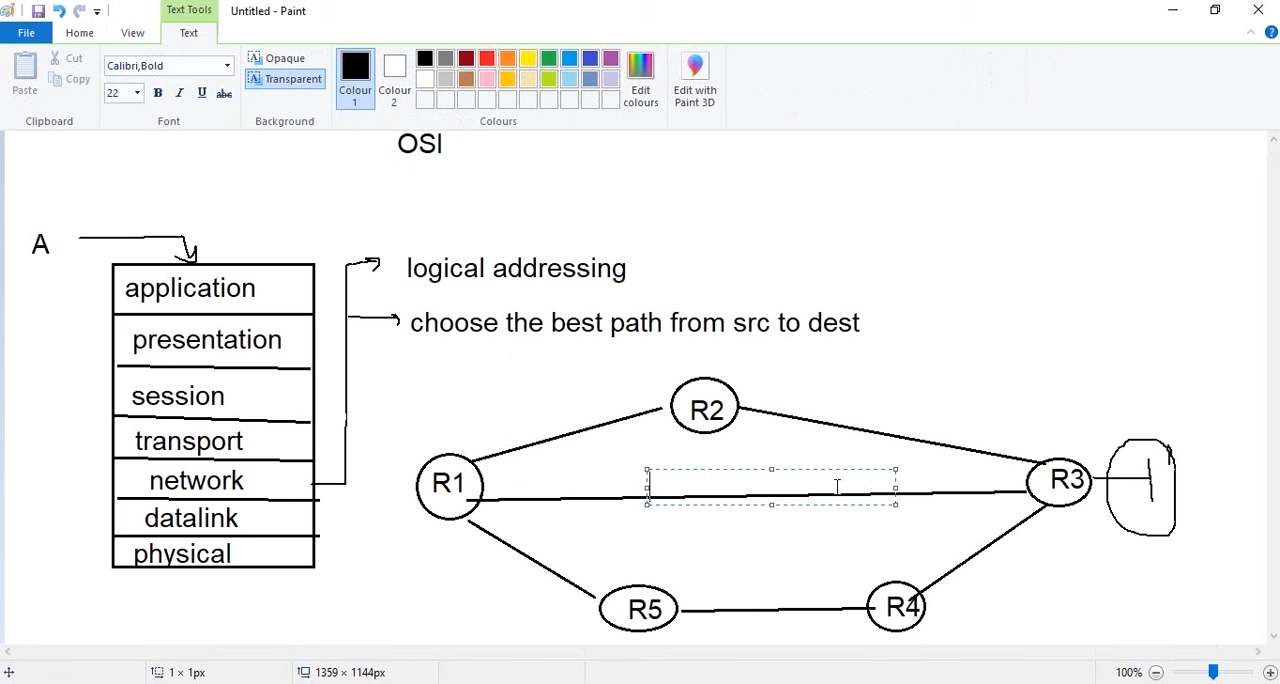 Text Tools
Untitled - Paint
File
Home
View
Text
Paste
Cut
Copy
Clipboard
Calibri,Bold
22
B I U abc
Font
A Opaque
A Transparent
Background
Colour 1
Colour 2
Edit colours
Colours
Edit with Paint 3D
OSI
A
application
presentation
session
transport
network
datalink
physical
logical addressing
choose the best path from src to dest
R2
R1
R3
R5
R4
1 × 1px
1359 × 1144px
100%